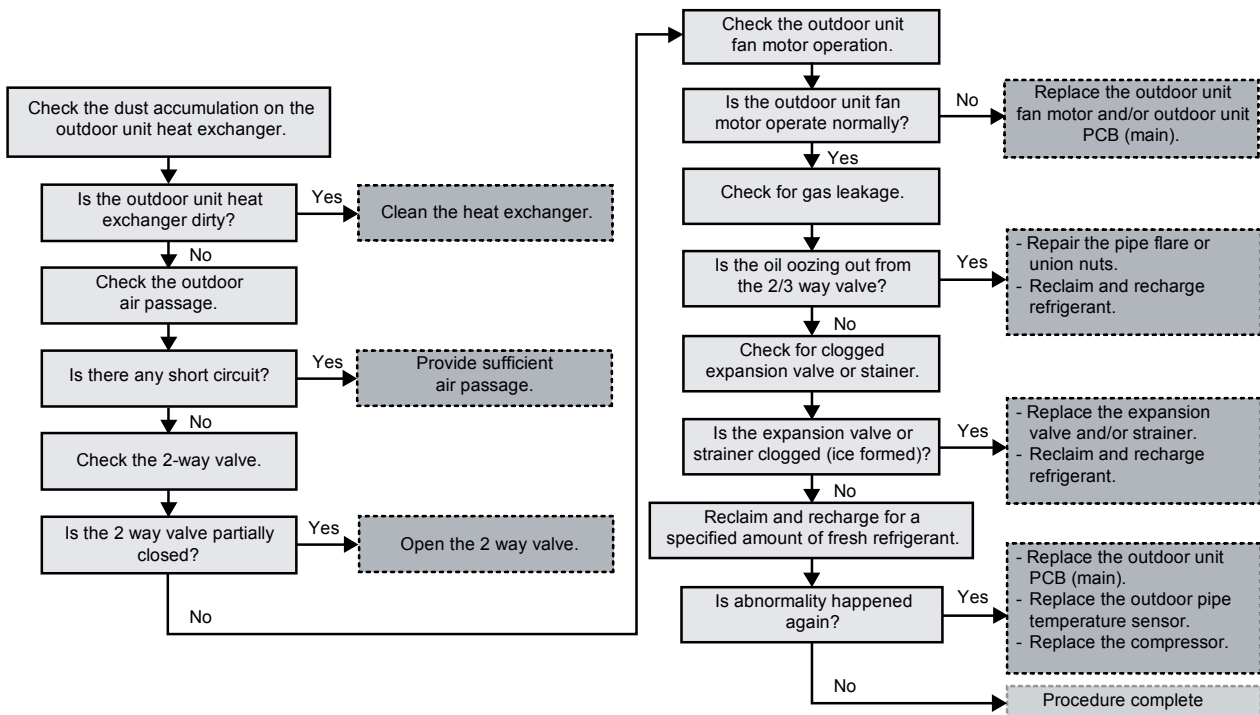 Check the dust accumulation on the
outdoor unit heat exchanger.
Is the outdoor unit heat
exchanger dirty?
Yes
Clean the heat exchanger.
No
Check the outdoor
air passage.
Is there any short circuit?
Yes
Provide sufficient
air passage.
No
Check the 2-way valve.
Is the 2 way valve partially
closed?
Yes
Open the 2 way valve.
No
Check the outdoor unit
fan motor operation.
Is the outdoor unit fan
motor operate normally?
No
Replace the outdoor unit
fan motor and/or outdoor unit
PCB (main).
Yes
Check for gas leakage.
Is the oil oozing out from
the 2/3 way valve?
Yes
- Repair the pipe flare or
union nuts.
- Reclaim and recharge
refrigerant.
No
Check for clogged
expansion valve or stainer.
Is the expansion valve or
strainer clogged (ice formed)?
Yes
- Replace the expansion
valve and/or strainer.
- Reclaim and recharge
refrigerant.
No
Reclaim and recharge for a
specified amount of fresh refrigerant.
Is abnormality happened
again?
Yes
- Replace the outdoor unit
PCB (main).
- Replace the outdoor pipe
temperature sensor.
- Replace the compressor.
No
Procedure complete